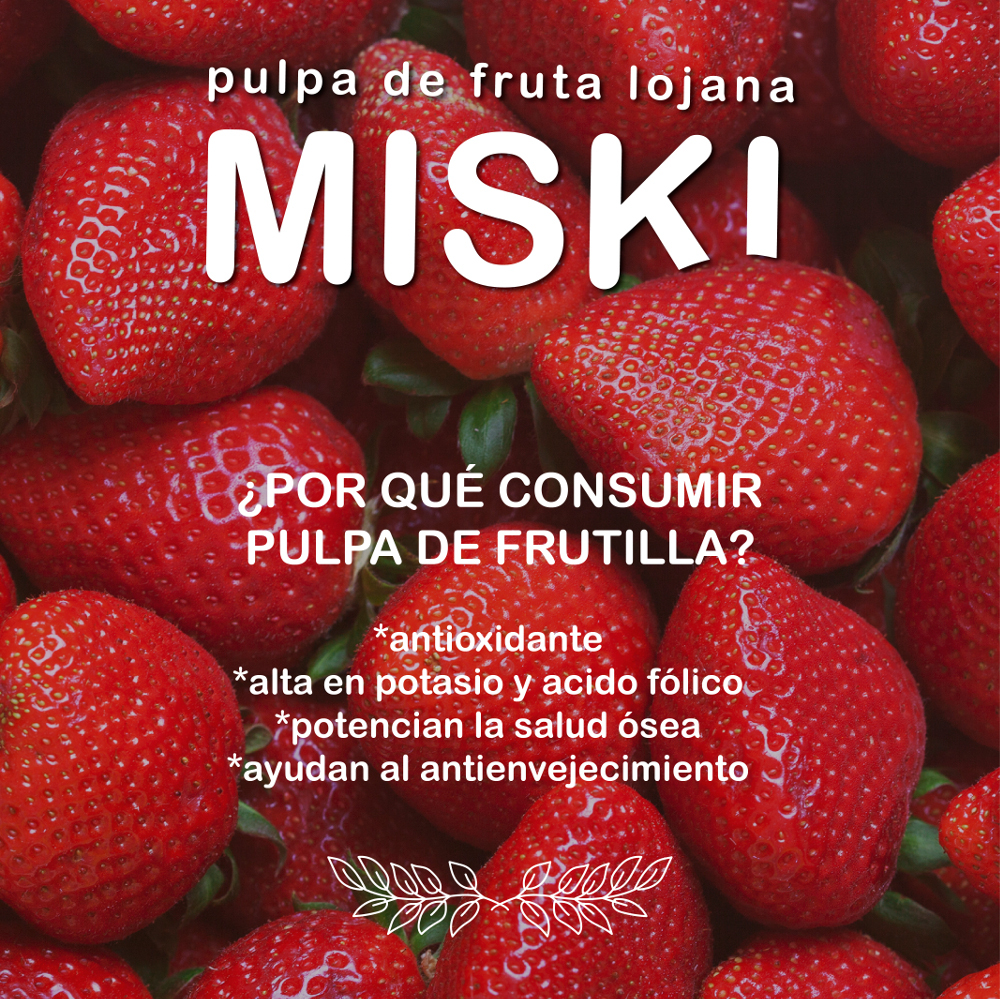 pulpa de fruta lojana
MISKI
¿POR QUÉ CONSUMIR
PULPA DE FRUTILLA?
*antioxidante
*alta en potasio y acido fólico
*potencian la salud ósea
*ayudan al antienvejecimiento